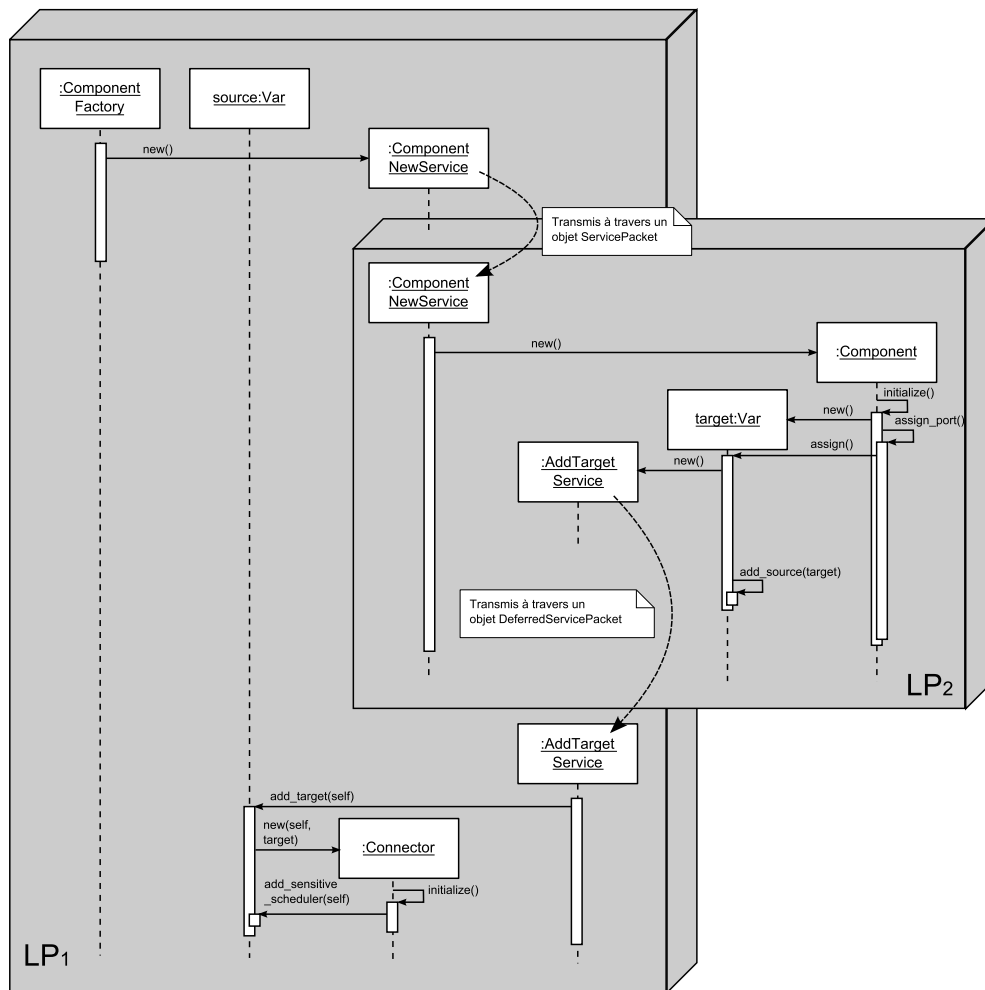 :Component
Factory
source:Var
new()
:Component
NewService
Transmis à travers un
objet ServicePacket
:Component
NewService
new()
:Component
initialize()
new()
target:Var
assign_port()
assign()
:AddTarget
Service
new()
add_source(target)
Transmis à travers un
objet DeferredServicePacket
LP2
:AddTarget
Service
add_target(self)
new(self,
target)
:Connector
add_sensitive
_scheduler(self)
initialize()
LP1